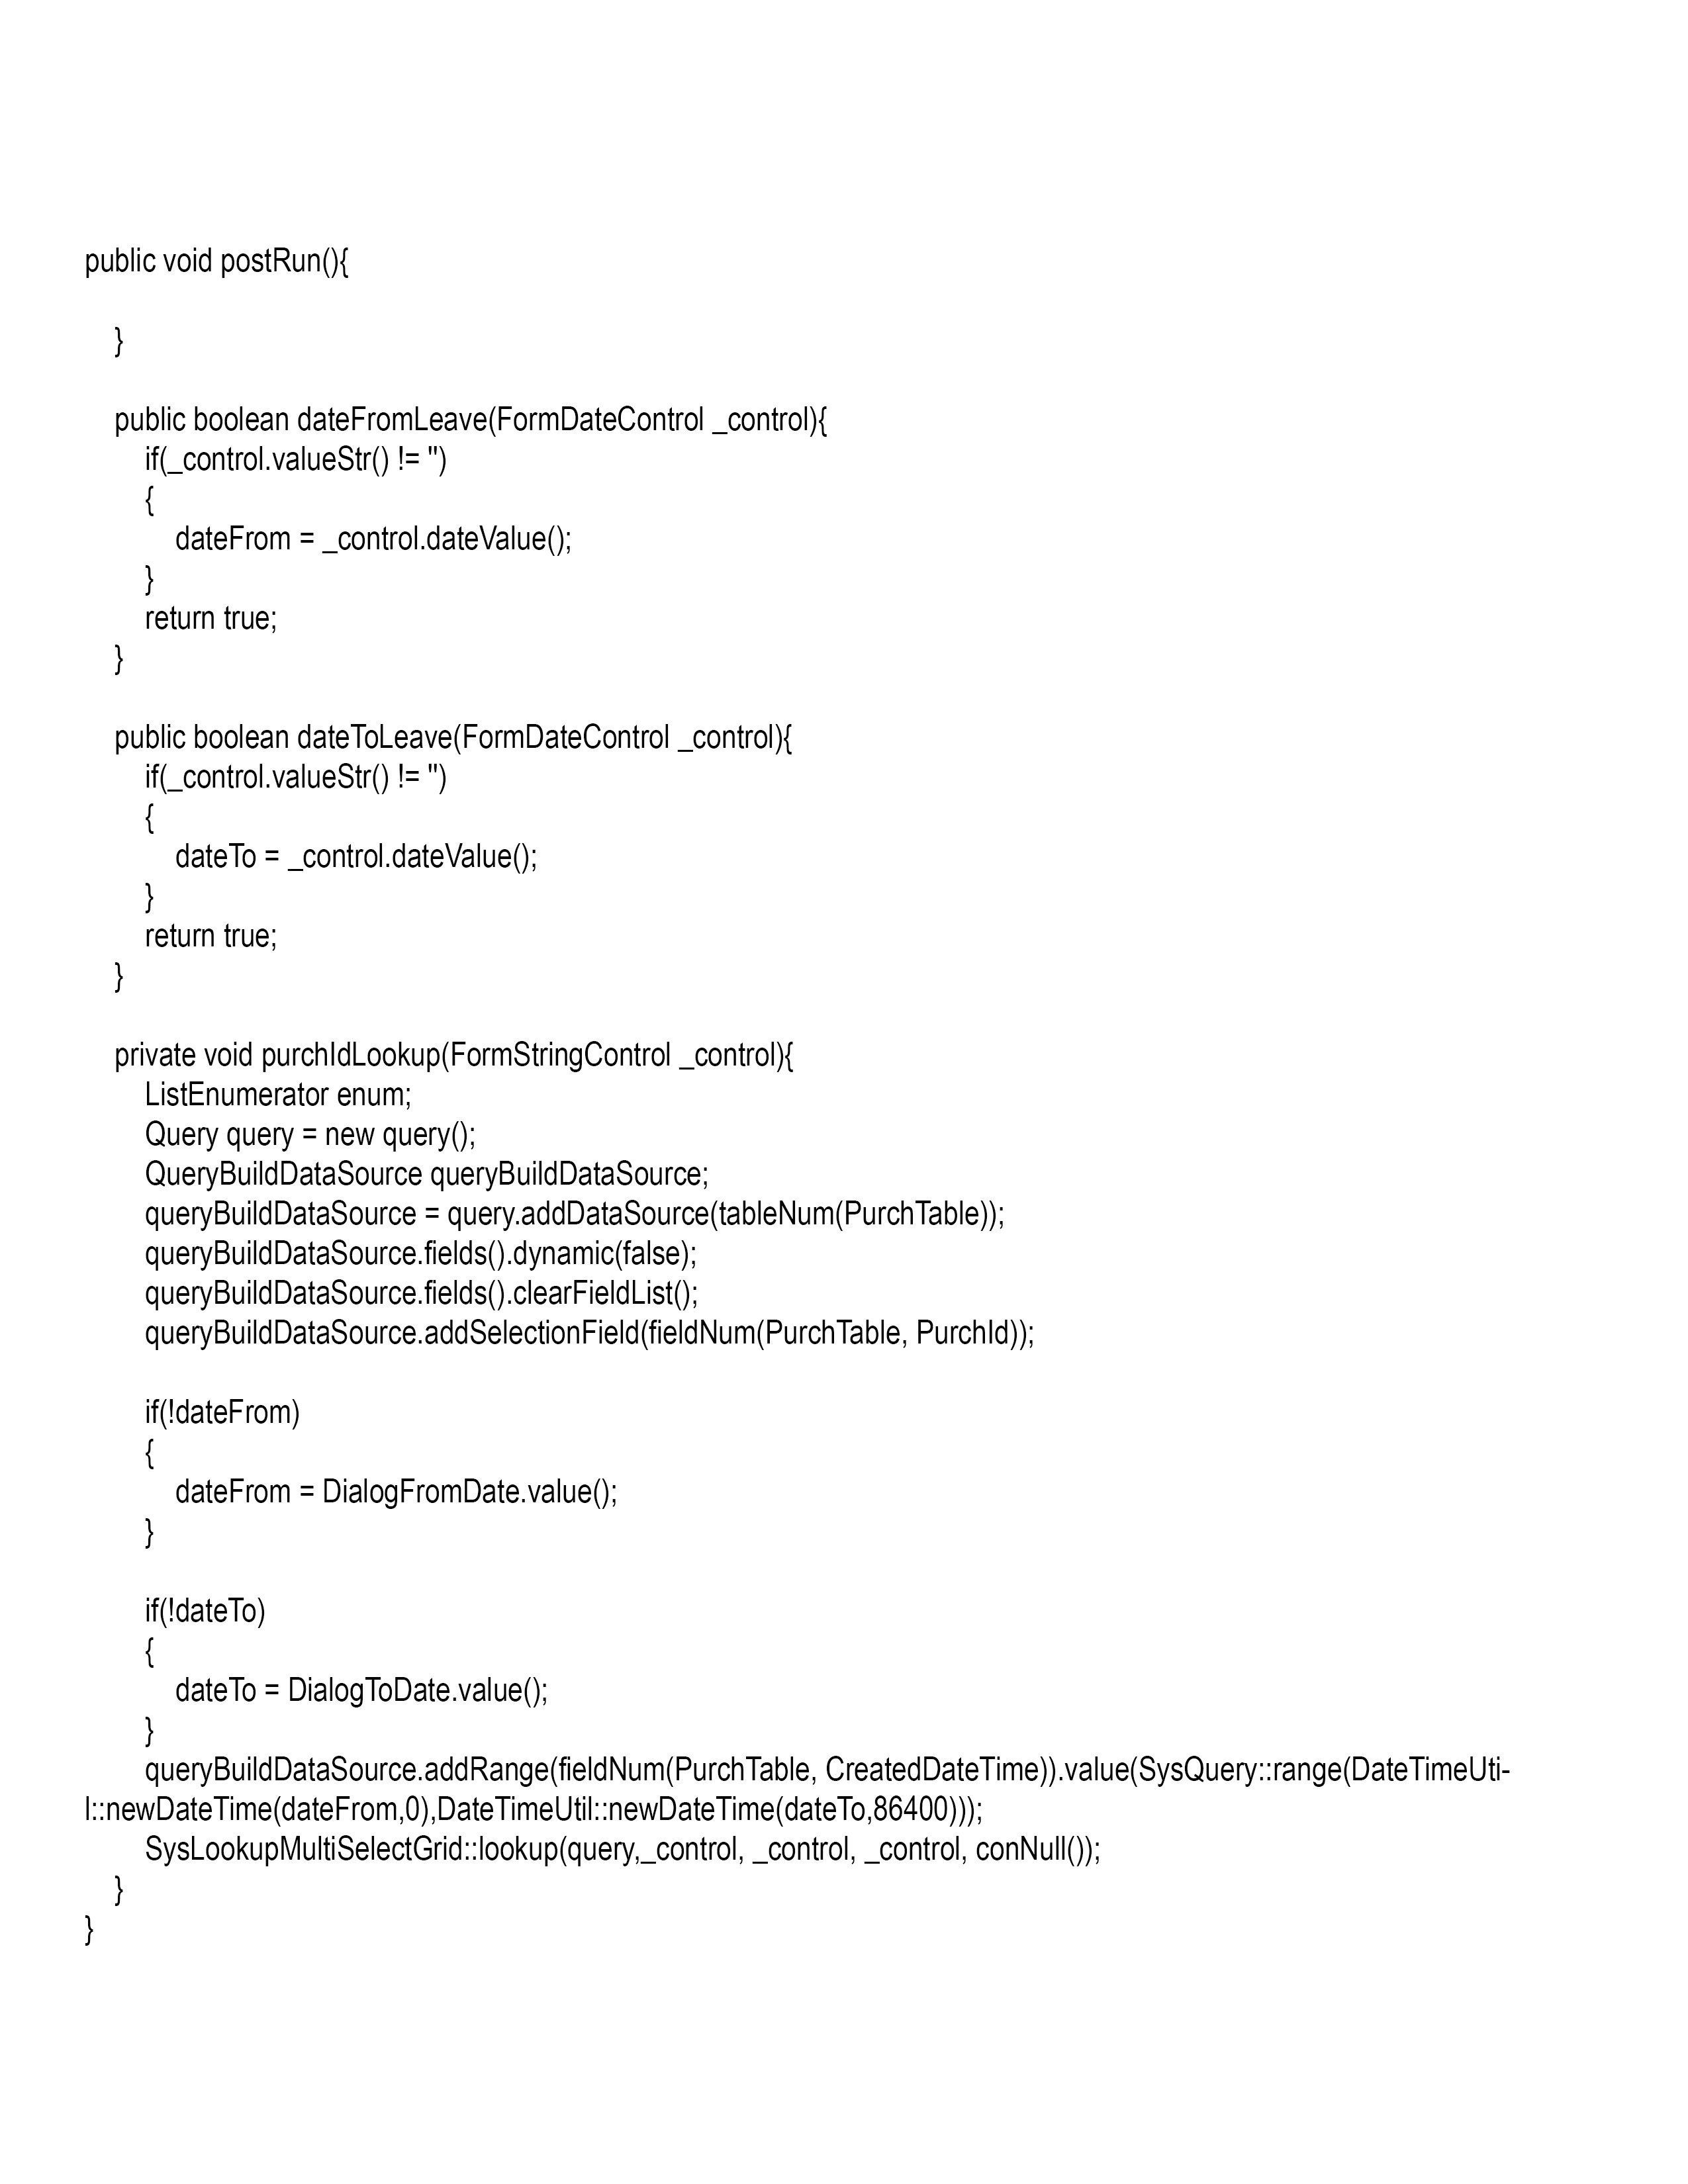 public void postRun(){
}
public boolean dateFromLeave(FormDateControl _control){
if(_control.valueStr() != '')
{
dateFrom = _control.dateValue();
}
return true;
}
public boolean dateToLeave(FormDateControl _control){
if(_control.valueStr() != '')
{
dateTo = _control.dateValue();
}
return true;
}
private void purchIdLookup(FormStringControl _control){
ListEnumerator enum;
Query query = new query();
QueryBuildDataSource queryBuildDataSource;
queryBuildDataSource = query.addDataSource(tableNum(PurchTable));
queryBuildDataSource.fields().dynamic(false);
queryBuildDataSource.fields().clearFieldList();
queryBuildDataSource.addSelectionField(fieldNum(PurchTable, PurchId));
if(!dateFrom)
{
dateFrom = DialogFromDate.value();
}
if(!dateTo)
{
dateTo = DialogToDate.value();
}
queryBuildDataSource.addRange(fieldNum(PurchTable, CreatedDateTime)).value(SysQuery::range(DateTimeUti-
l::newDateTime(dateFrom,0),DateTimeUtil::newDateTime(dateTo,86400)));
SysLookupMultiSelectGrid::lookup(query,_control, _control, _control, conNull());
}
}